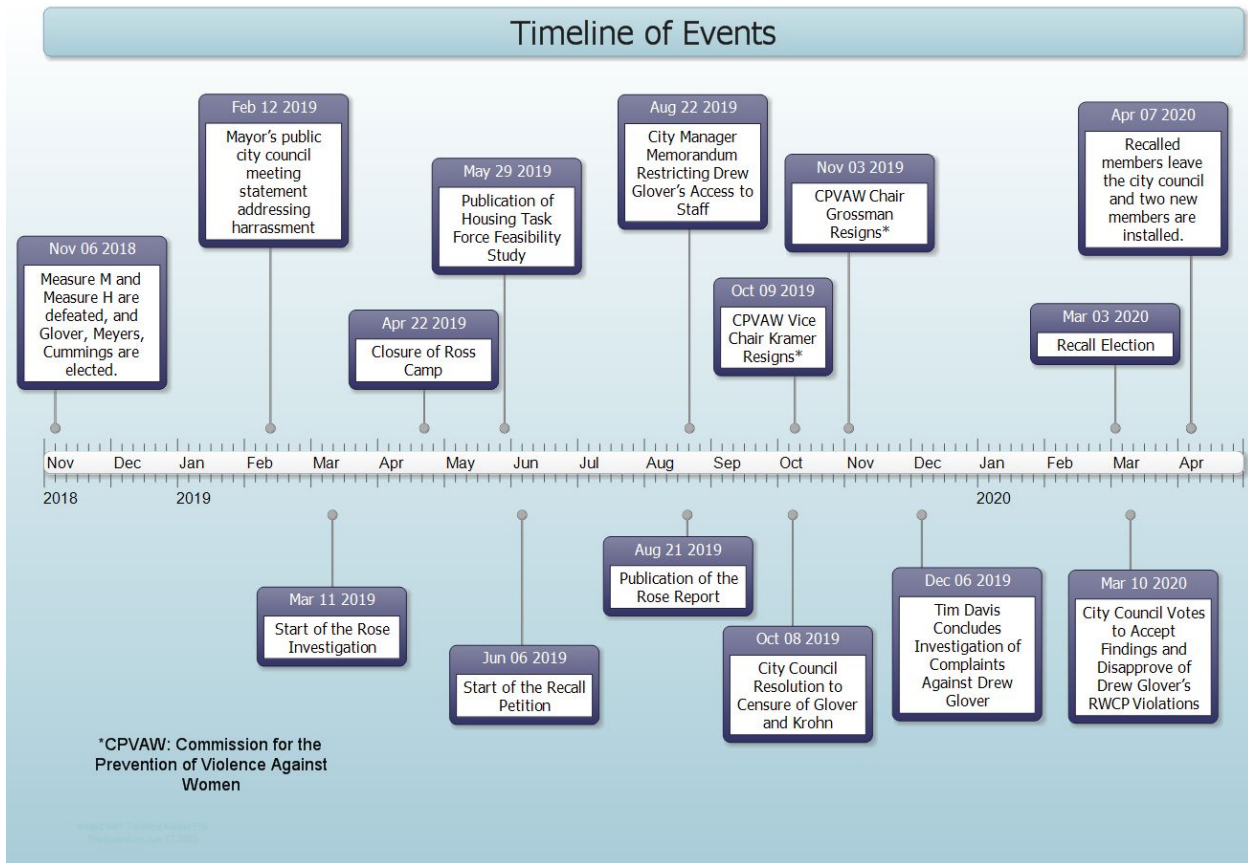 Timeline of Events
Feb 12 2019
Mayor's public
city council
meeting
statement
addressing
harrassment
Aug 22 2019
City Manager
Memorandum
Restricting Drew
Glover's Access to
Staff
Apr 07 2020
Recalled
members leave
the city council
and two new
members are
installed.
May 29 2019
Publication of
Housing Task
Force Feasibility
Study
Nov 03 2019
CPVAW Chair
Grossman
Resigns*
Nov 06 2018
Measure M and
Measure H are
defeated, and
Glover, Meyers,
Cummings are
elected.
Oct 09 2019
CPVAW Vice
Chair Kramer
Resigns*
Apr 22 2019
Closure of Ross
Camp
Mar 03 2020
Recall Election
Nov Dec Jan Feb Mar Apr May Jun Jul Aug Sep Oct Nov Dec Jan Feb Mar Apr
2018 2019 2020
Mar 11 2019
Start of the Rose
Investigation
Jun 06 2019
Start of the Recall
Petition
Aug 21 2019
Publication of the
Rose Report
Oct 08 2019
City Council
Resolution to
Censure of Glover
and Krohn
Dec 06 2019
Tim Davis
Concludes
Investigation of
Complaints
Against Drew
Glover
Mar 10 2020
City Council Votes
to Accept
Findings and
Disapprove of
Drew Glover's
RWCP Violations
*CPVAW: Commission for the
Prevention of Violence Against
Women